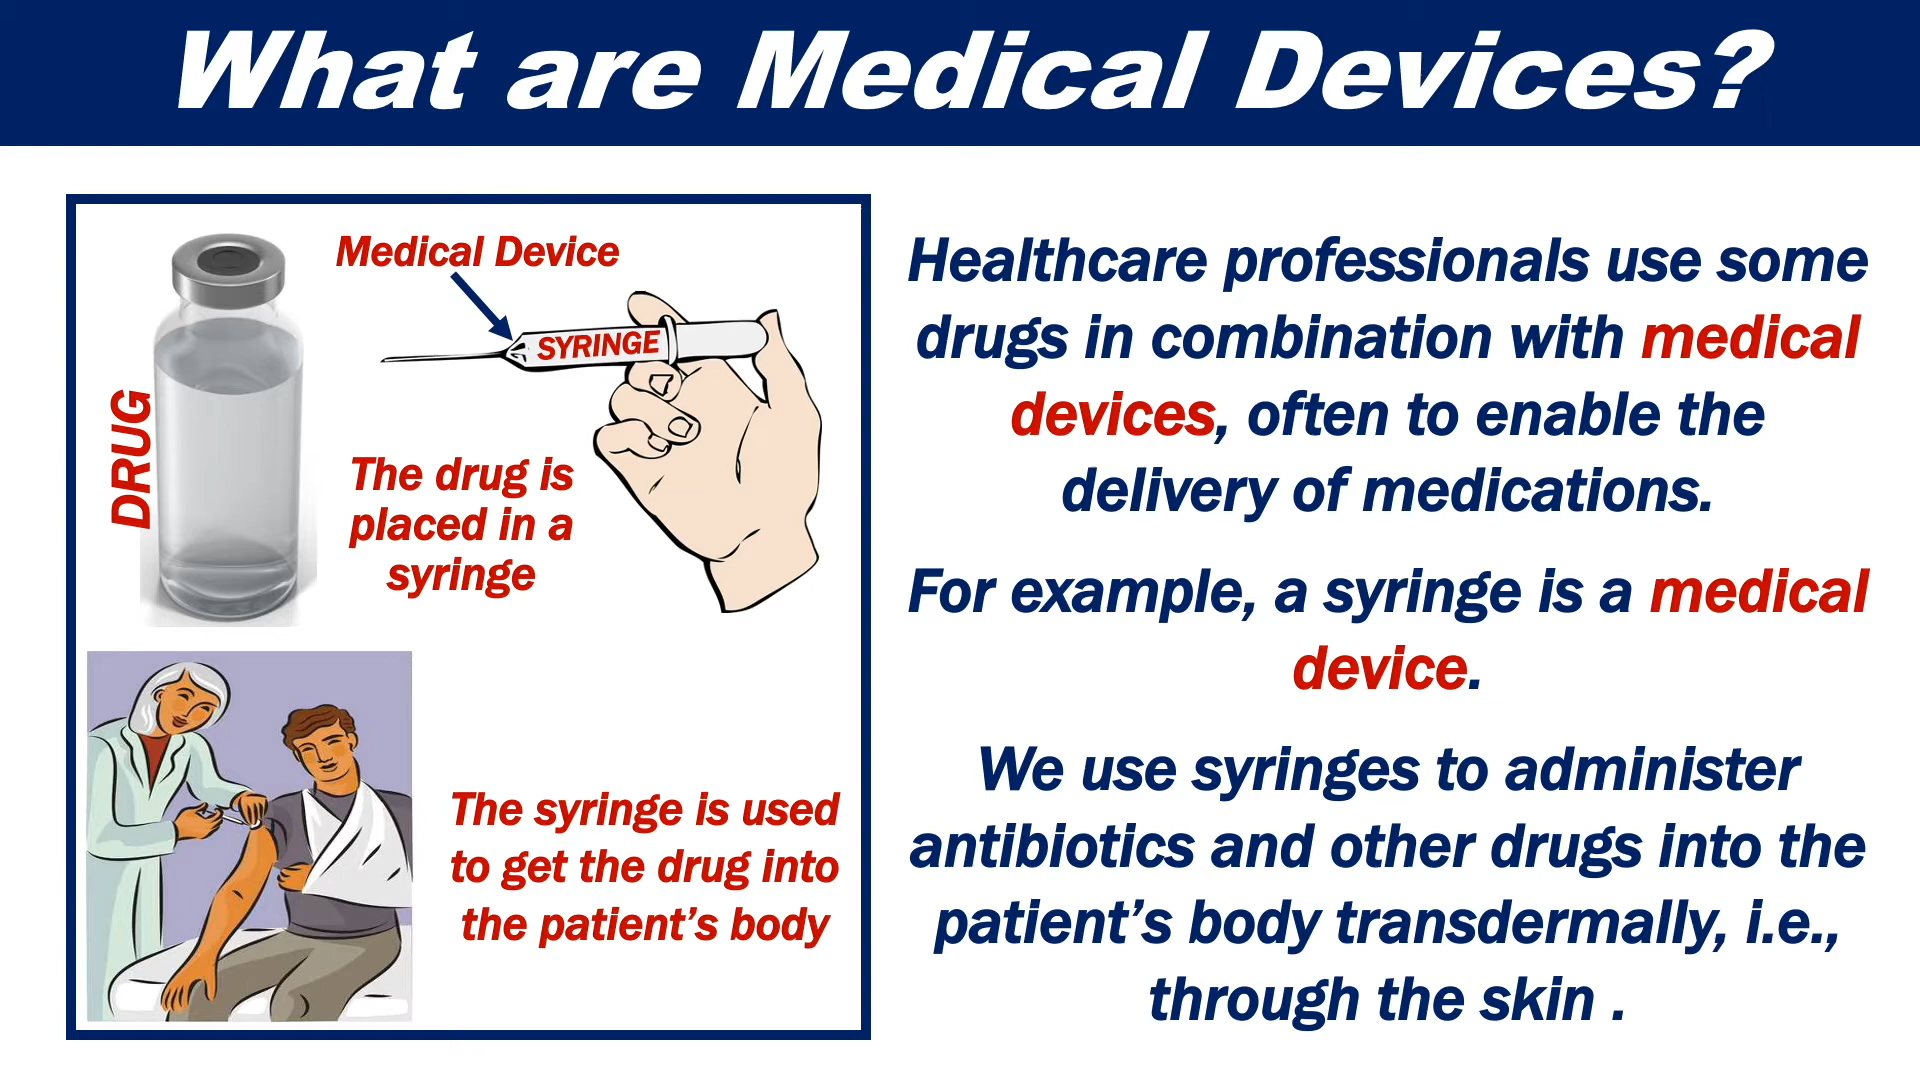 What are Medical Devices?
Medical Device
SYRINGE
DRUG
The drug is
placed in a
syringe
The syringe is used
to get the drug into
the patient’s body
Healthcare professionals use some
drugs in combination with medical
devices, often to enable the
delivery of medications.
For example, a syringe is a medical
device.
We use syringes to administer
antibiotics and other drugs into the
patient’s body transdermally, i.e.,
through the skin .